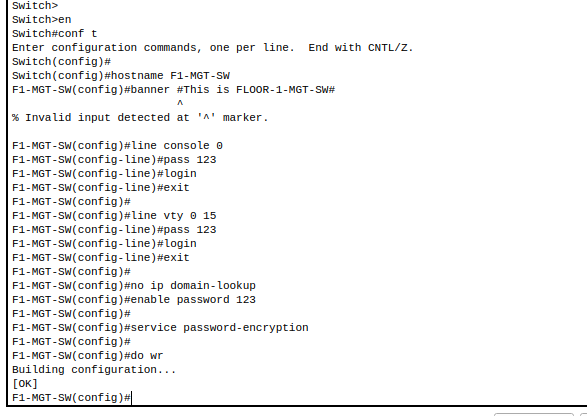 Switch>
Switch>en
Switch#conf t
Enter configuration commands, one per line.  End with CNTL/Z.
Switch(config)#
Switch(config)#hostname F1-MGT-SW
F1-MGT-SW(config)#banner #This is FLOOR-1-MGT-SW#
                         ^
% Invalid input detected at '^' marker.

F1-MGT-SW(config)#line console 0
F1-MGT-SW(config-line)#pass 123
F1-MGT-SW(config-line)#login
F1-MGT-SW(config-line)#exit
F1-MGT-SW(config)#
F1-MGT-SW(config)#line vty 0 15
F1-MGT-SW(config-line)#pass 123
F1-MGT-SW(config-line)#login
F1-MGT-SW(config-line)#exit
F1-MGT-SW(config)#
F1-MGT-SW(config)#no ip domain-lookup
F1-MGT-SW(config)#enable password 123
F1-MGT-SW(config)#
F1-MGT-SW(config)#service password-encryption
F1-MGT-SW(config)#
F1-MGT-SW(config)#do wr
Building configuration...
[OK]
F1-MGT-SW(config)#